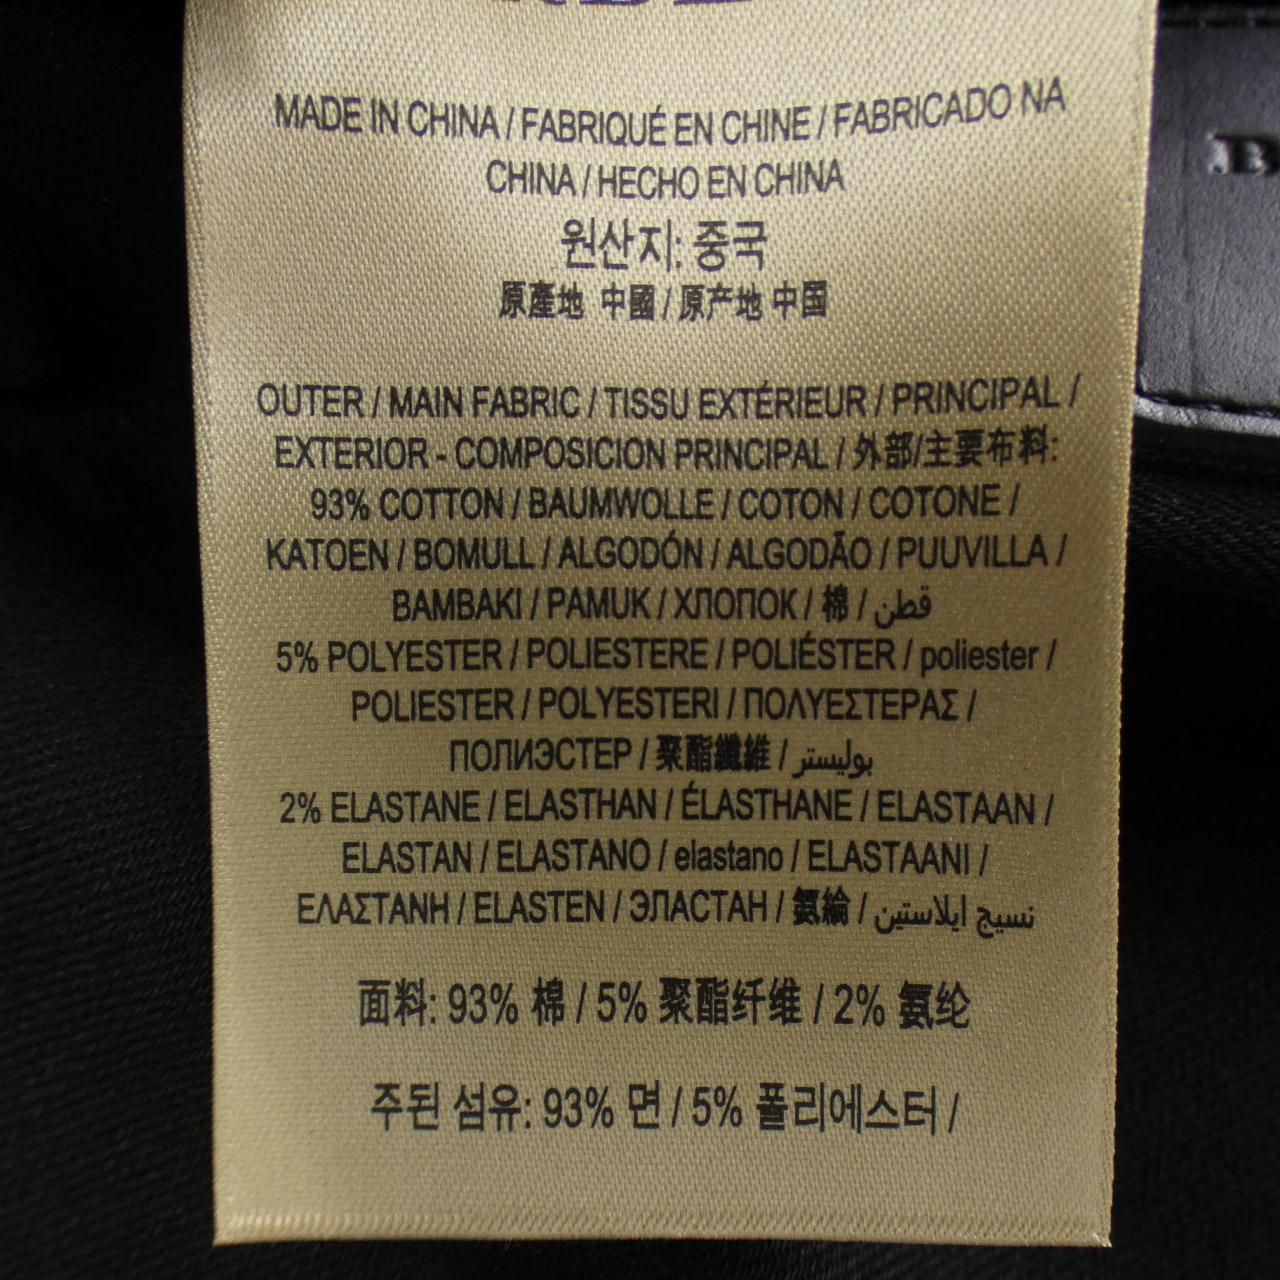 MADE IN CHINA / FABRIQUÉ EN CHINE / FABRICADO NA
CHINA / HECHO EN CHINA
원산지: 중국
原產地 中國 / 原产地 中国
OUTER / MAIN FABRIC / TISSU EXTÉRIEUR / PRINCIPAL /
EXTERIOR - COMPOSICION PRINCIPAL / 外部/主要布料:
93% COTTON / BAUMWOLLE / COTON / COTONE /
KATOEN / BOMULL / ALGODÓN / ALGODÃO / PUUVILLA /
BAMBAKI / PAMUK / ХЛОПОК / 棉 / قطن
5% POLYESTER / POLIESTERE / POLIÉSTER / poliester /
POLIESTER / POLYESTERI / ΠΟΛΥΕΣΤΕΡΑΣ /
ПОЛИЭСТЕР / 聚酯纖維 / بوليستر
2% ELASTANE / ELASTHAN / ÉLASTHANE / ELASTAAN /
ELASTAN / ELASTANO / elastano / ELASTAANI /
ΕΛΑΣΤΑΝΗ / ELASTEN / ЭЛАСТАН / 氨綸 / نسيج ايلاستين
面料: 93% 棉 / 5% 聚酯纤维 / 2% 氨纶
주된 섬유: 93% 면 / 5% 폴리에스터 /